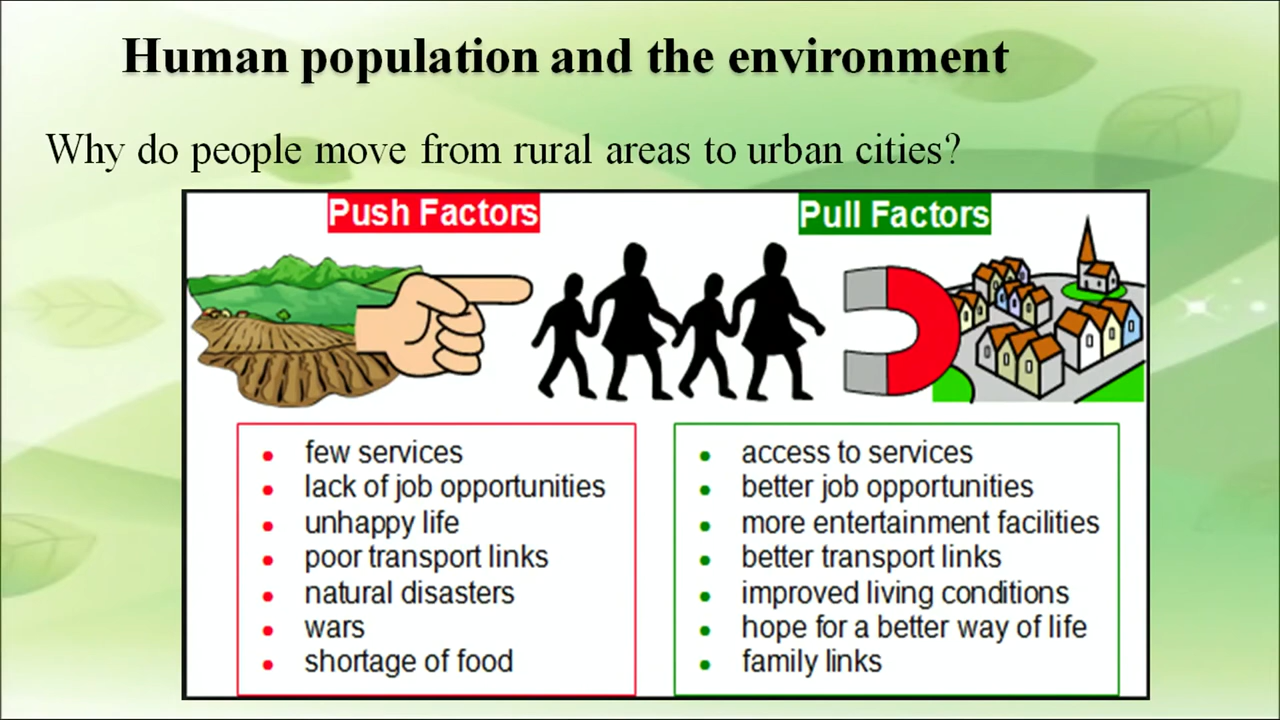 Human population and the environment
Why do people move from rural areas to urban cities?
Push Factors
Pull Factors
few services
lack of job opportunities
unhappy life
poor transport links
natural disasters
wars
shortage of food
access to services
better job opportunities
more entertainment facilities
better transport links
improved living conditions
hope for a better way of life
family links